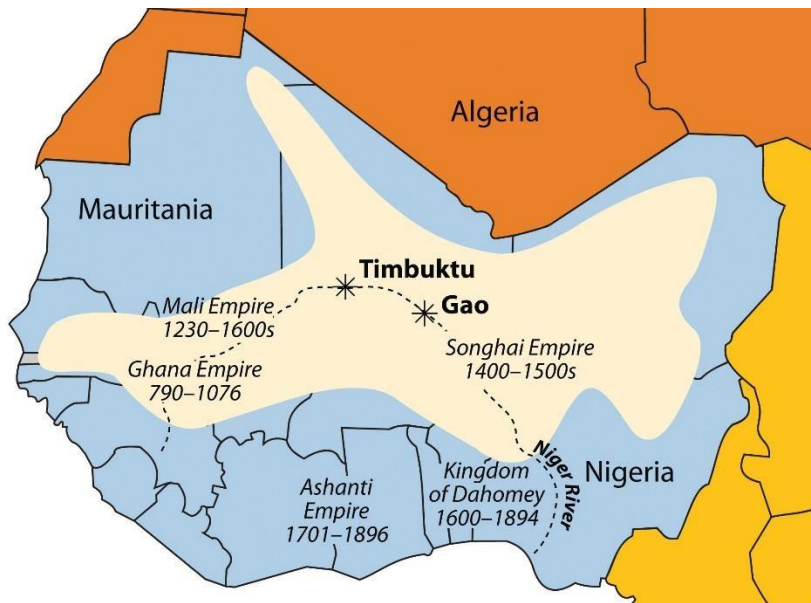 Algeria
Mauritania
Timbuktu
Gao
Mali Empire
1230–1600s
Songhai Empire
1400–1500s
Ghana Empire
790–1076
Niger River
Nigeria
Kingdom
of Dahomey
1600–1894
Ashanti
Empire
1701–1896